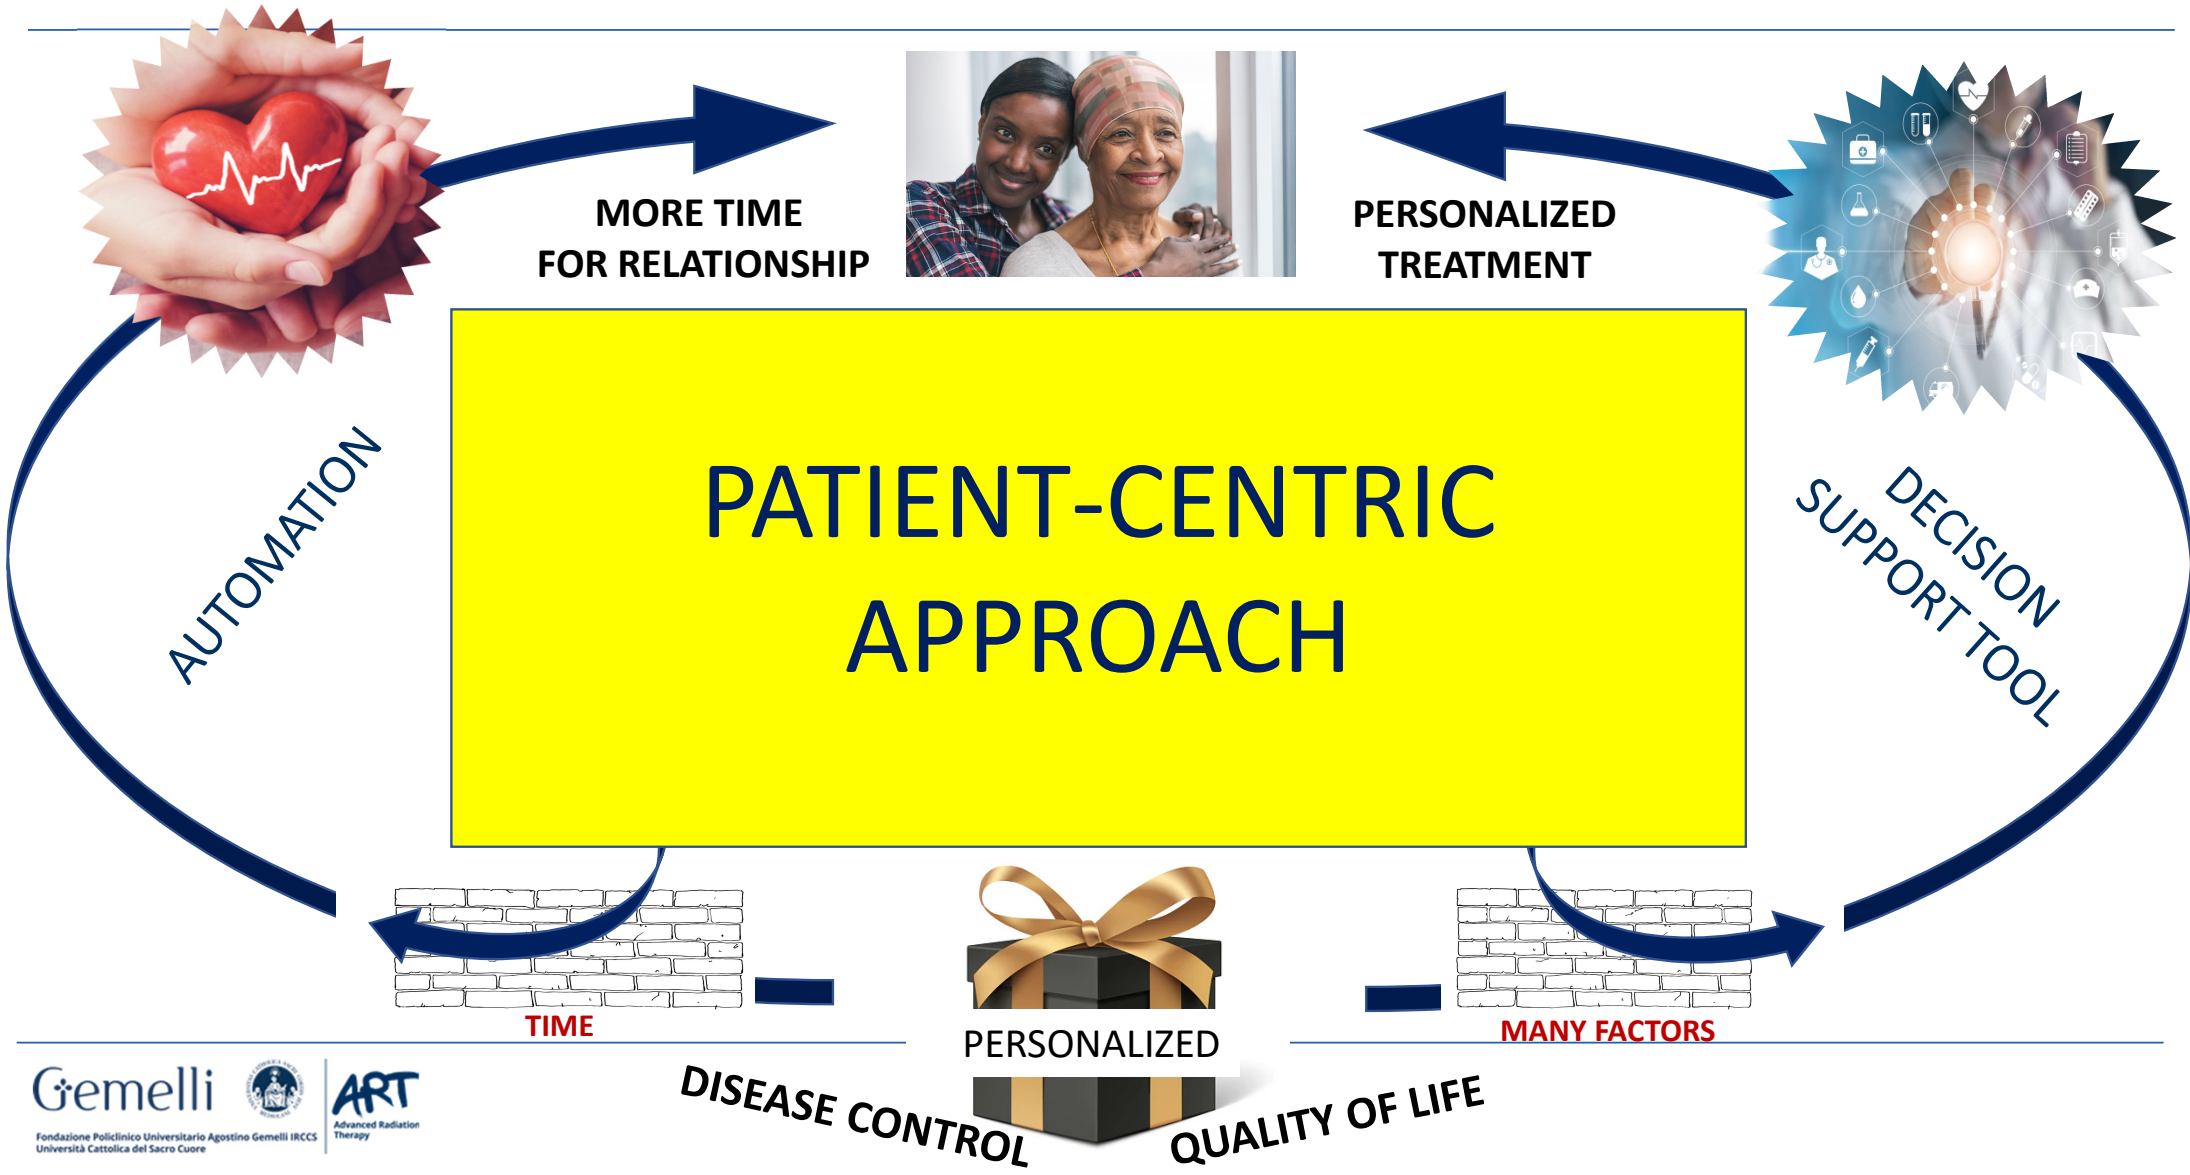 MORE TIME
FOR RELATIONSHIP
PERSONALIZED
TREATMENT
PATIENT-CENTRIC
APPROACH
AUTOMATION
DECISION
SUPPORT TOOL
TIME
MANY FACTORS
PERSONALIZED
DISEASE CONTROL
QUALITY OF LIFE
Gemelli
ART
Advanced Radiation
Therapy
Fondazione Policlinico Universitario Agostino Gemelli IRCCS
Università Cattolica del Sacro Cuore